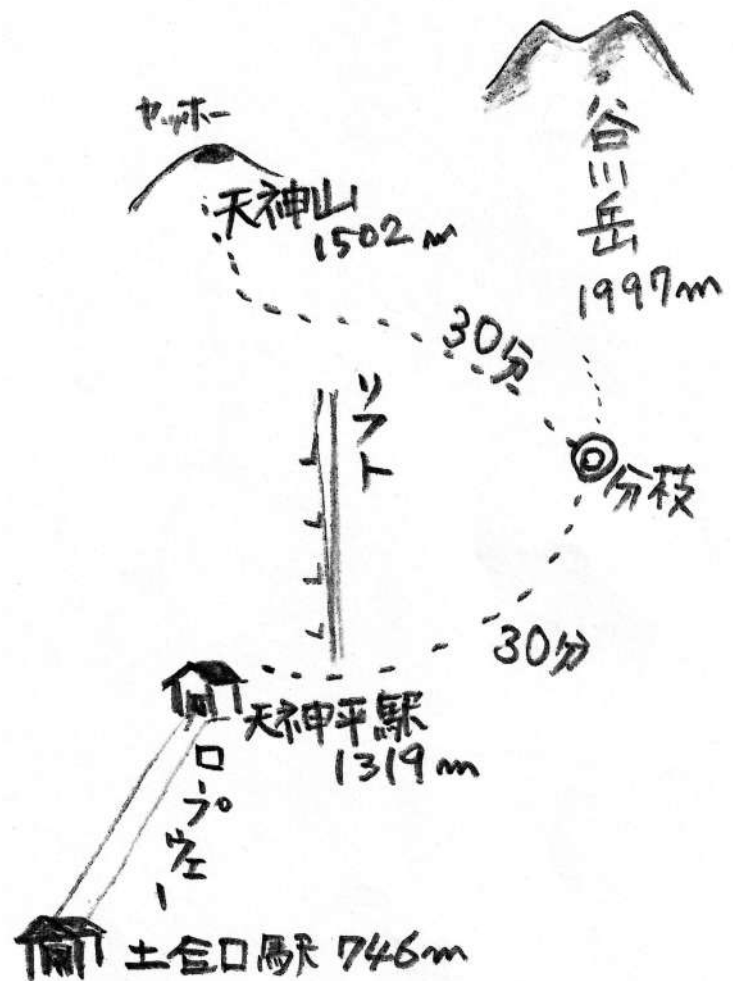 ヤッホー
天神山
1502m
谷川岳
1997m
30分
リフト
分枝
30分
天神平駅
1319m
ロープウェー
土合口駅 746m